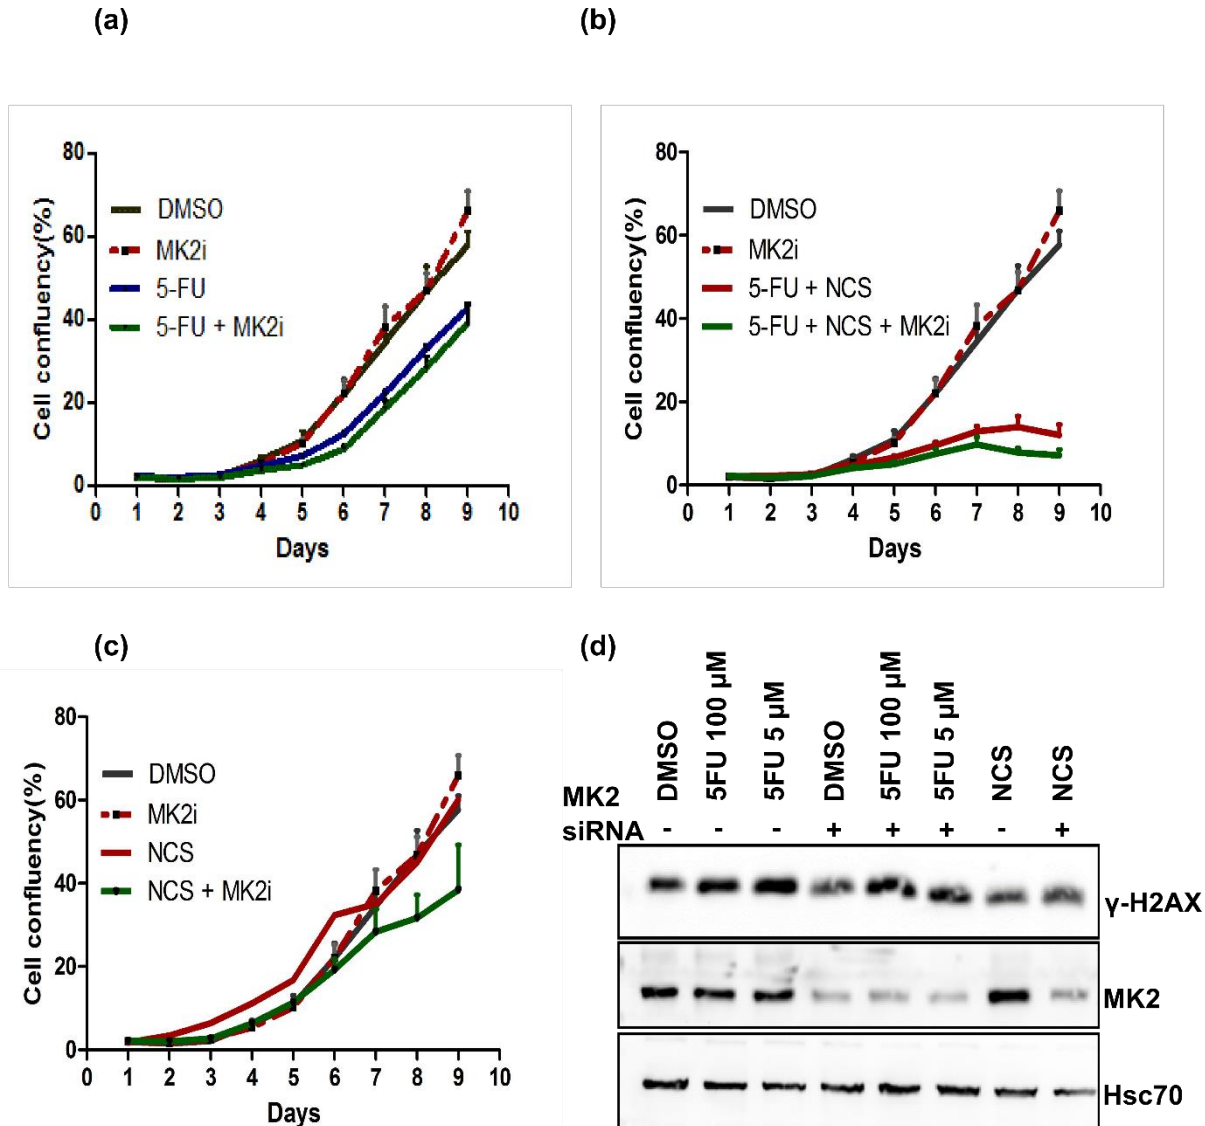 (a)
(b)
80
60
40
20
0
Cell confluency(%)
DMSO
MK2i
5-FU
5-FU + MK2i
0 1 2 3 4 5 6 7 8 9 10
Days
80
60
40
20
0
Cell confluency(%)
DMSO
MK2i
5-FU + NCS
5-FU + NCS + MK2i
0 1 2 3 4 5 6 7 8 9 10
Days
(c)
(d)
80
60
40
20
0
Cell confluency(%)
DMSO
MK2i
NCS
NCS + MK2i
0 1 2 3 4 5 6 7 8 9 10
Days
DMSO
5FU 100 µM
5FU 5 µM
DMSO
5FU 100 µM
5FU 5 µM
NCS
NCS
MK2
siRNA - - - + + + - +
γ-H2AX
MK2
Hsc70